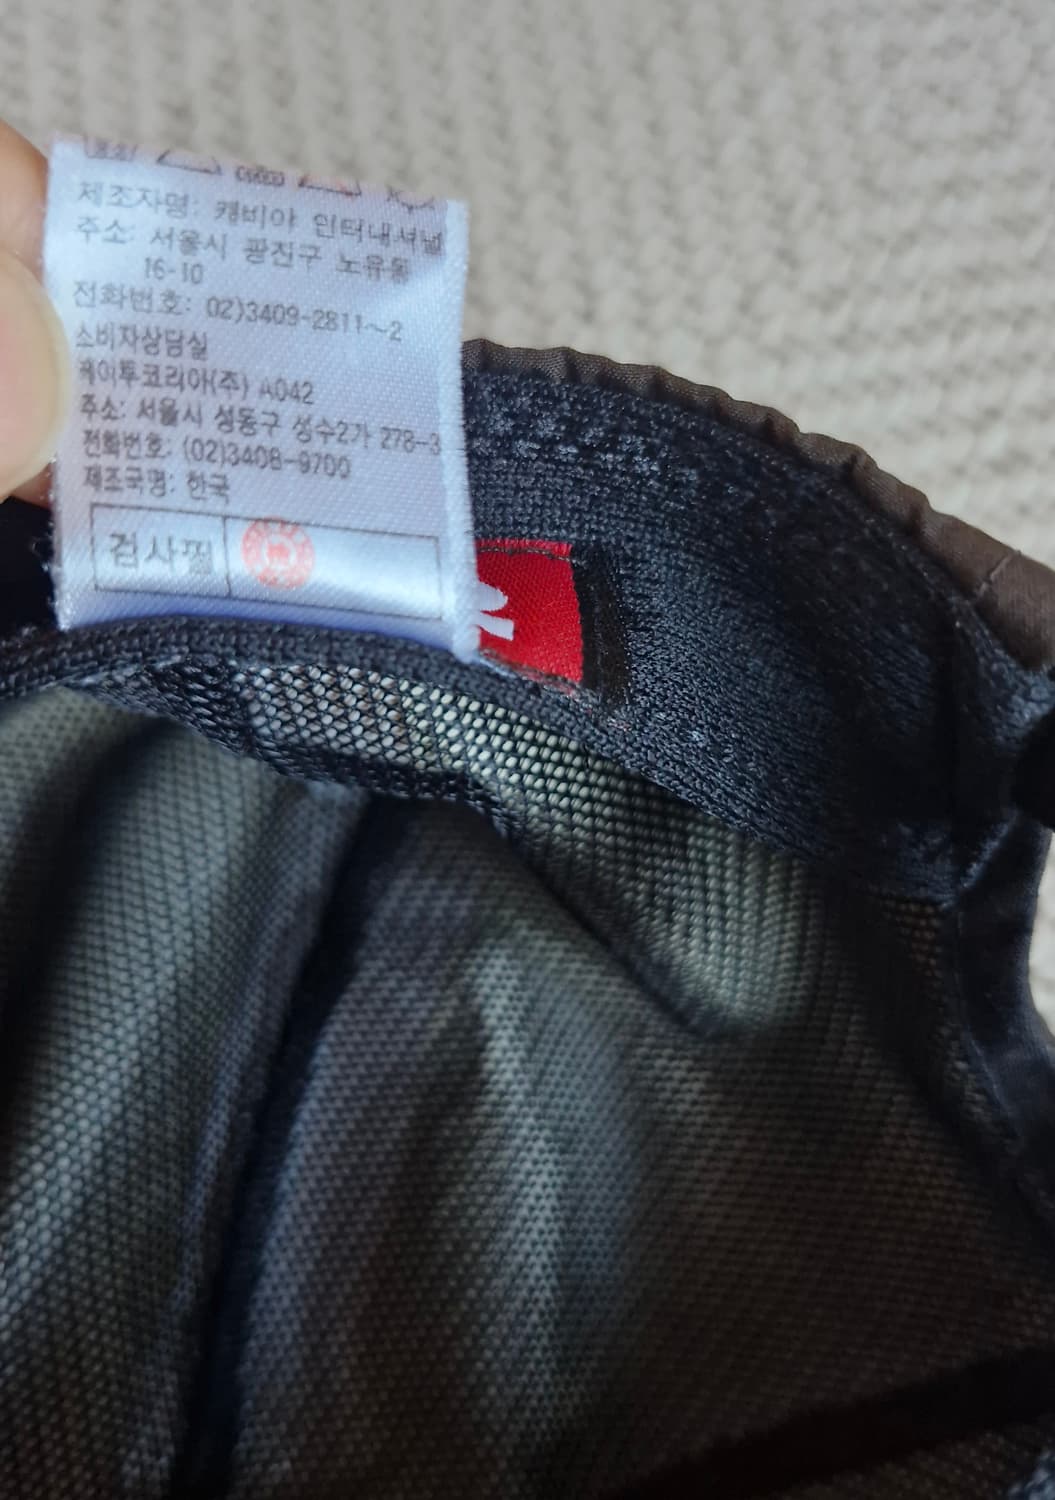 제조자명: 캐비아 인터내셔널
주소: 서울시 광진구 노유동
16-10
전화번호: 02)3409-2811~2
소비자상담실
케이투코리아(주) A042
주소: 서울시 성동구 성수2가 278-3
전화번호: (02)3408-9700
제조국명: 한국
검사필